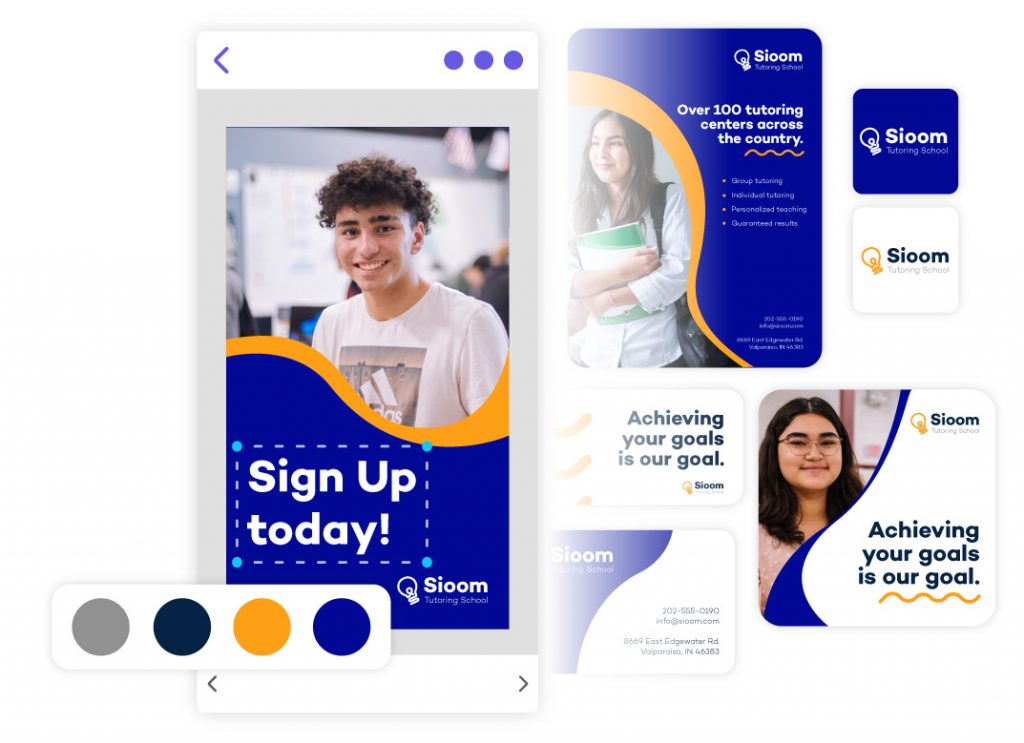 Sign Up
today!
Sioom
Tutoring School
Sioom
Tutoring School
Over 100 tutoring
centers across
the country.
Group tutoring
Individual tutoring
Personalized teaching
Guaranteed results
202-555-0190
info@sioom.com
8669 East Edgewater Rd.
Valparaiso, IN 46383
Sioom
Tutoring School
Sioom
Tutoring School
Achieving
your goals
is our goal.
Sioom
Tutoring School
Sioom
Tutoring School
Achieving
your goals
is our goal.
Sioom
Tutoring School
202-555-0190
info@sioom.com
8669 East Edgewater Rd.
Valparaiso, IN 46383